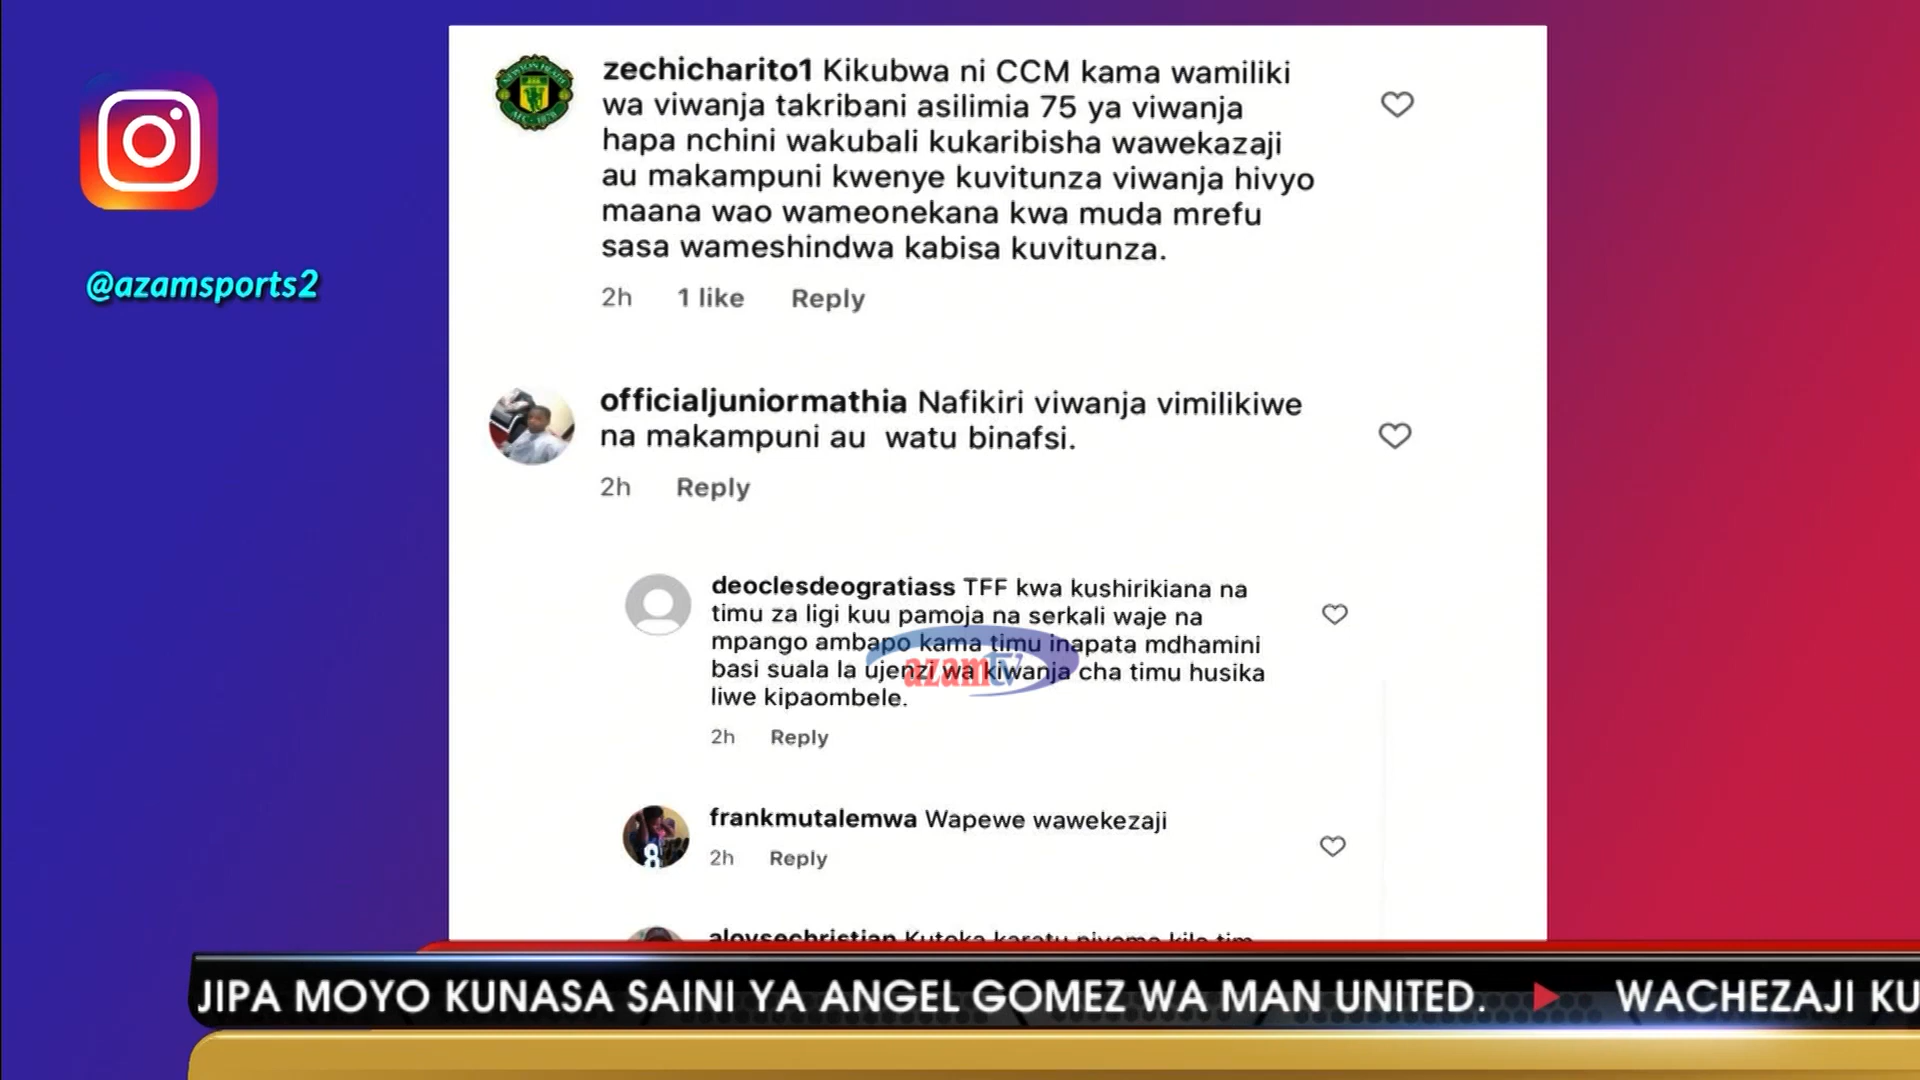 @azamsports2
zechicharito1 Kikubwa ni CCM kama wamiliki
wa viwanja takribani asilimia 75 ya viwanja
hapa nchini wakubali kukaribisha wawekazaji
au makampuni kwenye kuvitunza viwanja hivyo
maana wao wameonekana kwa muda mrefu
sasa wameshindwa kabisa kuvitunza.
2h 1 like Reply
officialjuniormathia Nafikiri viwanja vimilikiwe
na makampuni au watu binafsi.
2h Reply
deoclesdeogratiass TFF kwa kushirikiana na
timu za ligi kuu pamoja na serkali waje na
mpango ambapo kama timu inapata mdhamini
basi suala la ujenzi wa kiwanja cha timu husika
liwe kipaombele.
2h Reply
azamtv
frankmutalemwa Wapewe wawekezaji
2h Reply
aloysechristian Kutoka karatu
JIPA MOYO KUNASA SAINI YA ANGEL GOMEZ WA MAN UNITED. WACHEZAJI KU